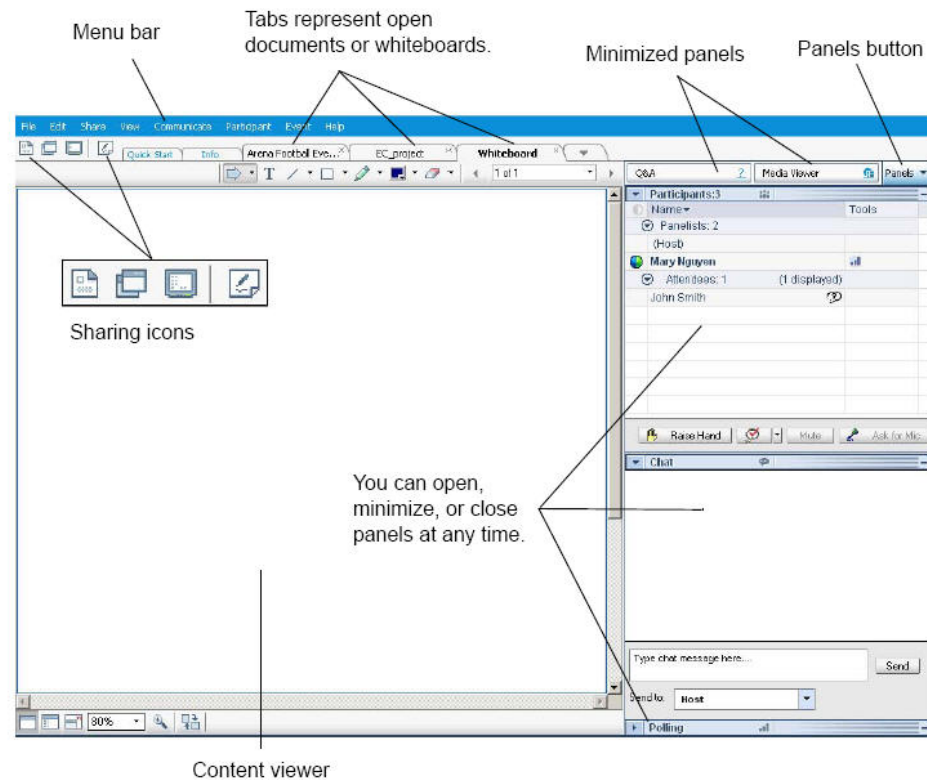 Menu bar
Tabs represent open
documents or whiteboards.
Minimized panels
Panels button
File Edit Share View Communicate Participant Event Help
Quick Start Info Arena Football Eve... EC_project Whiteboard
T 1 of 1
Q&A Media Viewer Panels
Participants:3
Name Tools
Panelists: 2
(Host)
Mary Nguyen
Attendees: 1 (1 displayed)
John Smith
Sharing icons
Raise Hand Mute Ask for Mic
Chat
You can open,
minimize, or close
panels at any time.
Type chat message here....
Send
Send to: Host
Polling
80%
Content viewer